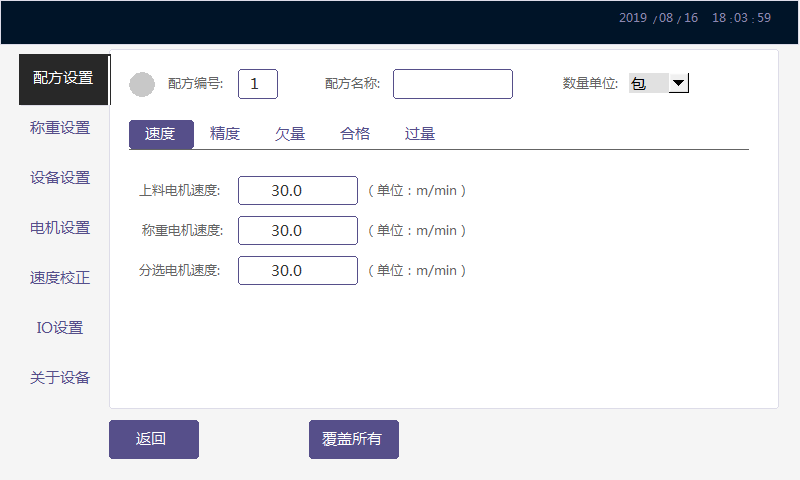 2019 / 08 / 16 18 : 03 : 59
配方设置
称重设置
设备设置
电机设置
速度校正
IO设置
关于设备
配方编号: 1 配方名称: 数量单位: 包
速度 精度 欠量 合格 过量
上料电机速度: 30.0 （单位：m/min）
称重电机速度: 30.0 （单位：m/min）
分选电机速度: 30.0 （单位：m/min）
返回 覆盖所有